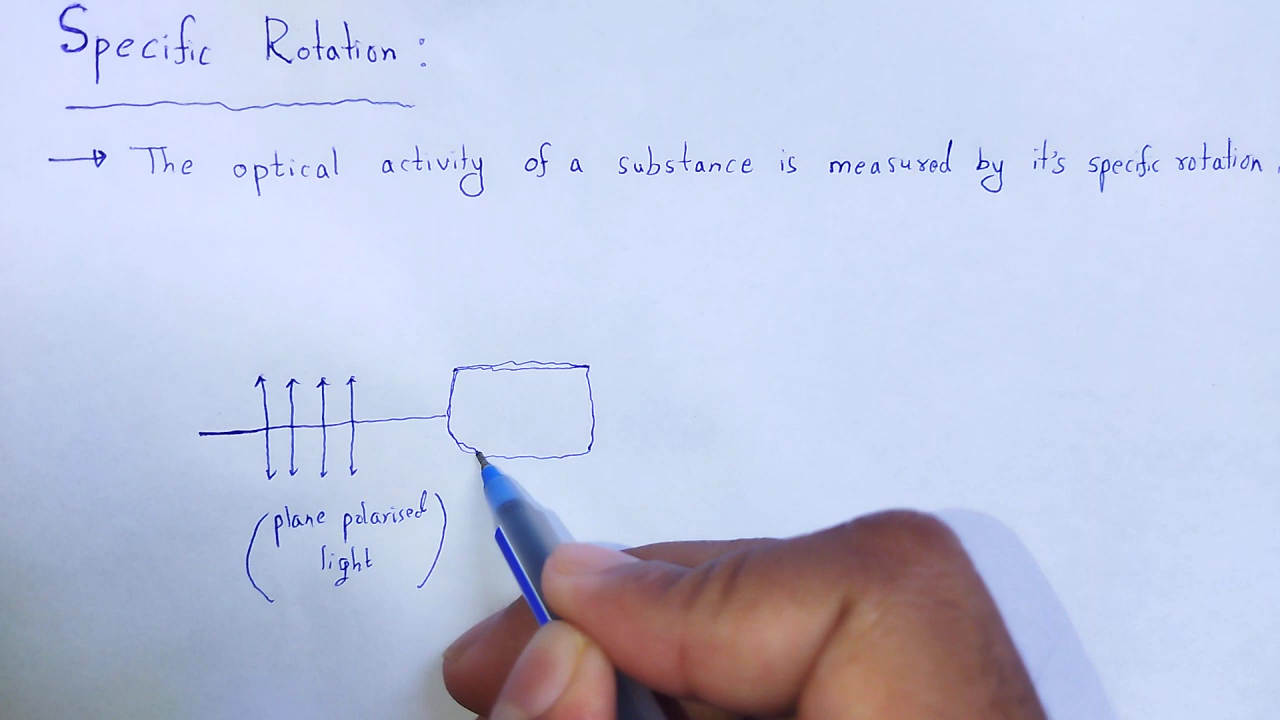 Specific Rotation :
→ The optical activity of a substance is measured by it's specific rotation.
(plane polarised
light)